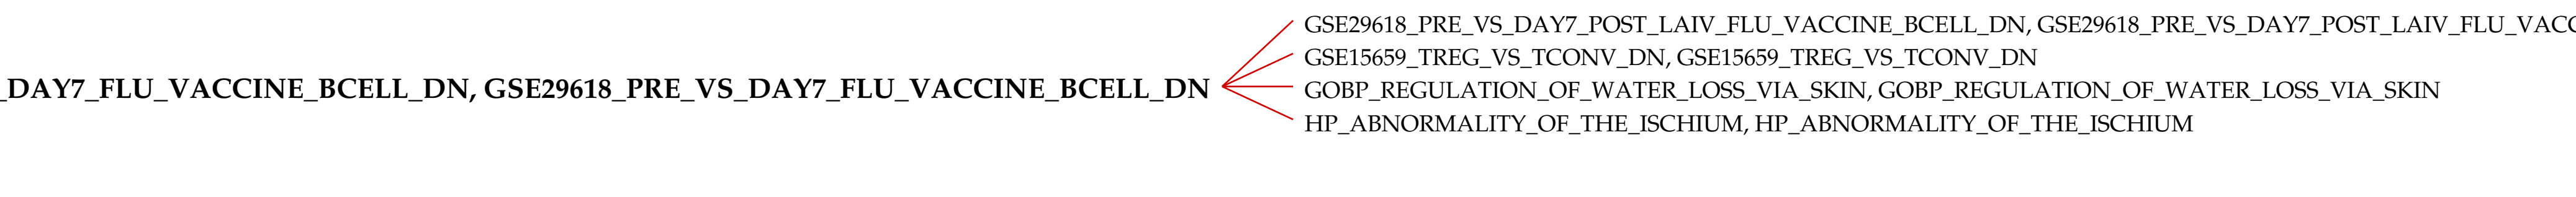 GSE29618_PRE_VS_DAY7_POST_LAIV_FLU_VACCINE_BCELL_DN, GSE29618_PRE_VS_DAY7_POST_LAIV_FLU_VACC
GSE15659_TREG_VS_TCONV_DN, GSE15659_TREG_VS_TCONV_DN
_DAY7_FLU_VACCINE_BCELL_DN, GSE29618_PRE_VS_DAY7_FLU_VACCINE_BCELL_DN
GOBP_REGULATION_OF_WATER_LOSS_VIA_SKIN, GOBP_REGULATION_OF_WATER_LOSS_VIA_SKIN
HP_ABNORMALITY_OF_THE_ISCHIUM, HP_ABNORMALITY_OF_THE_ISCHIUM